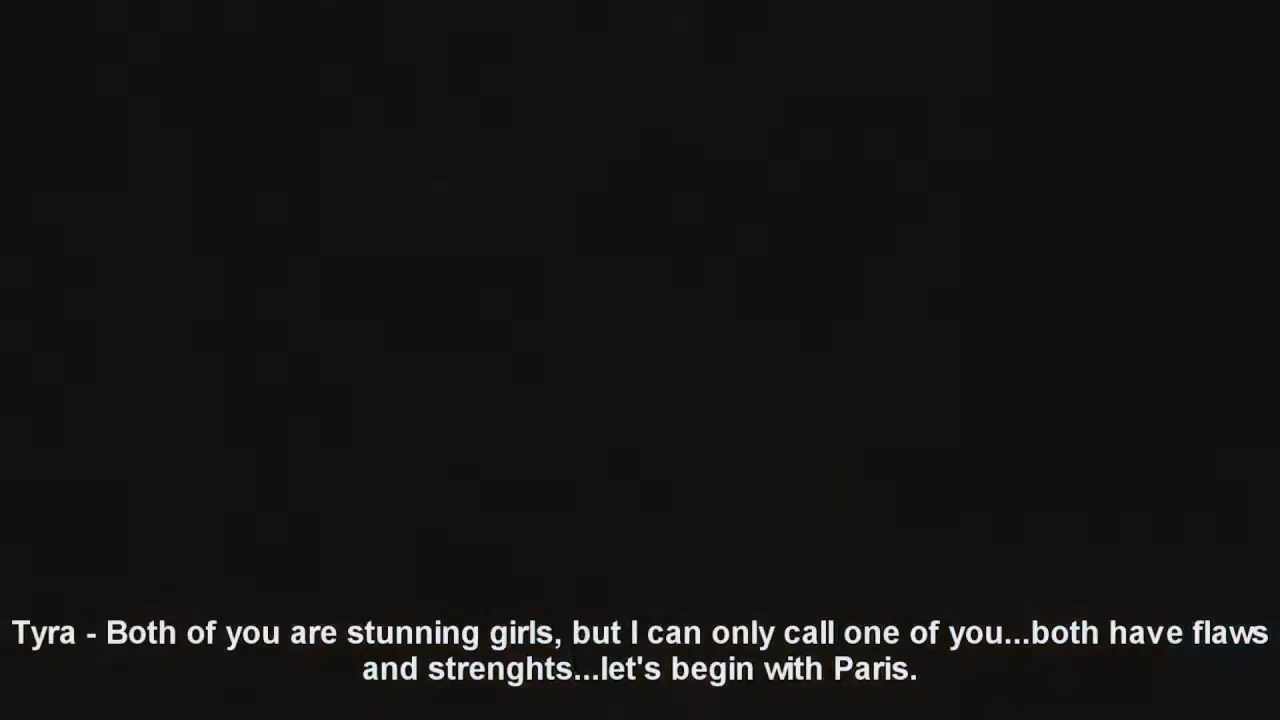 Tyra - Both of you are stunning girls, but I can only call one of you...both have flaws
and strenghts...let's begin with Paris.